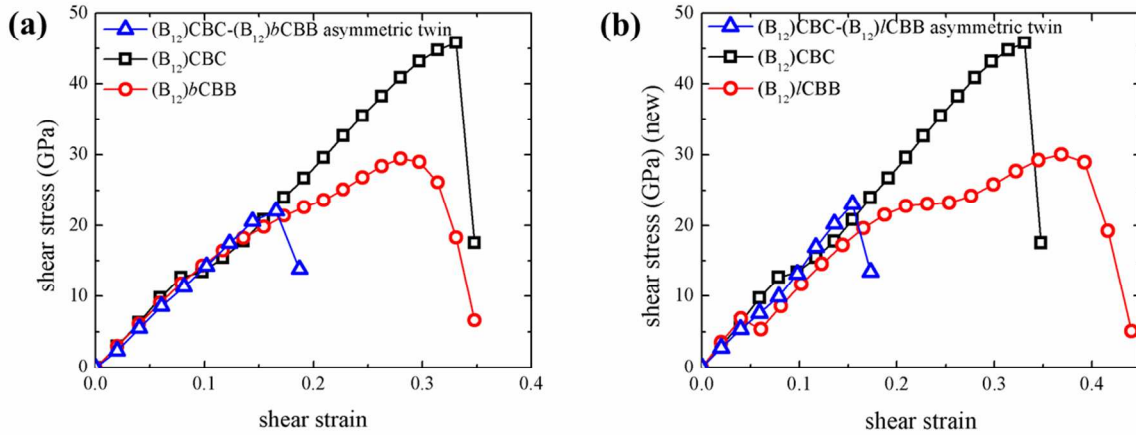 (a)
(B₁₂)CBC-(B₁₂)bCBB asymmetric twin
(B₁₂)CBC
(B₁₂)bCBB
shear stress (GPa)
50
40
30
20
10
0
0.0 0.1 0.2 0.3 0.4
shear strain
(b)
(B₁₂)CBC-(B₁₂)lCBB asymmetric twin
(B₁₂)CBC
(B₁₂)lCBB
shear stress (GPa) (new)
50
40
30
20
10
0
0.0 0.1 0.2 0.3 0.4
shear strain